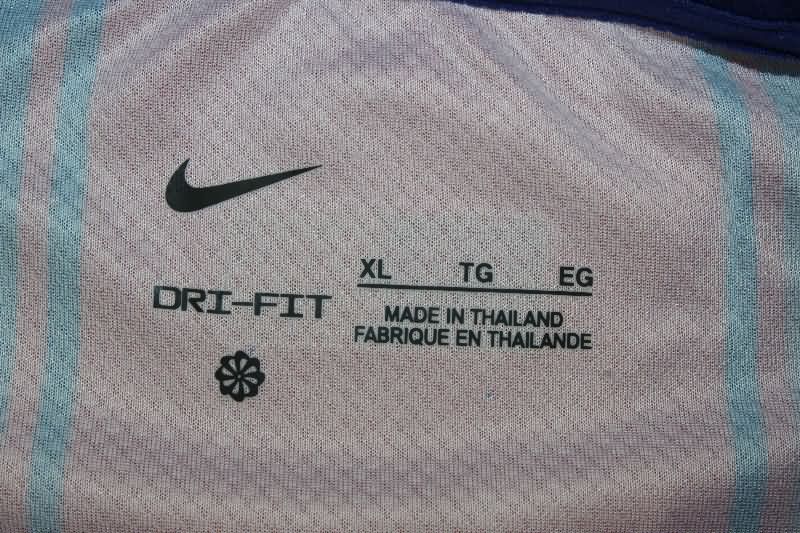 DRI-FIT
XL TG EG
MADE IN THAILAND
FABRIQUE EN THAILANDE